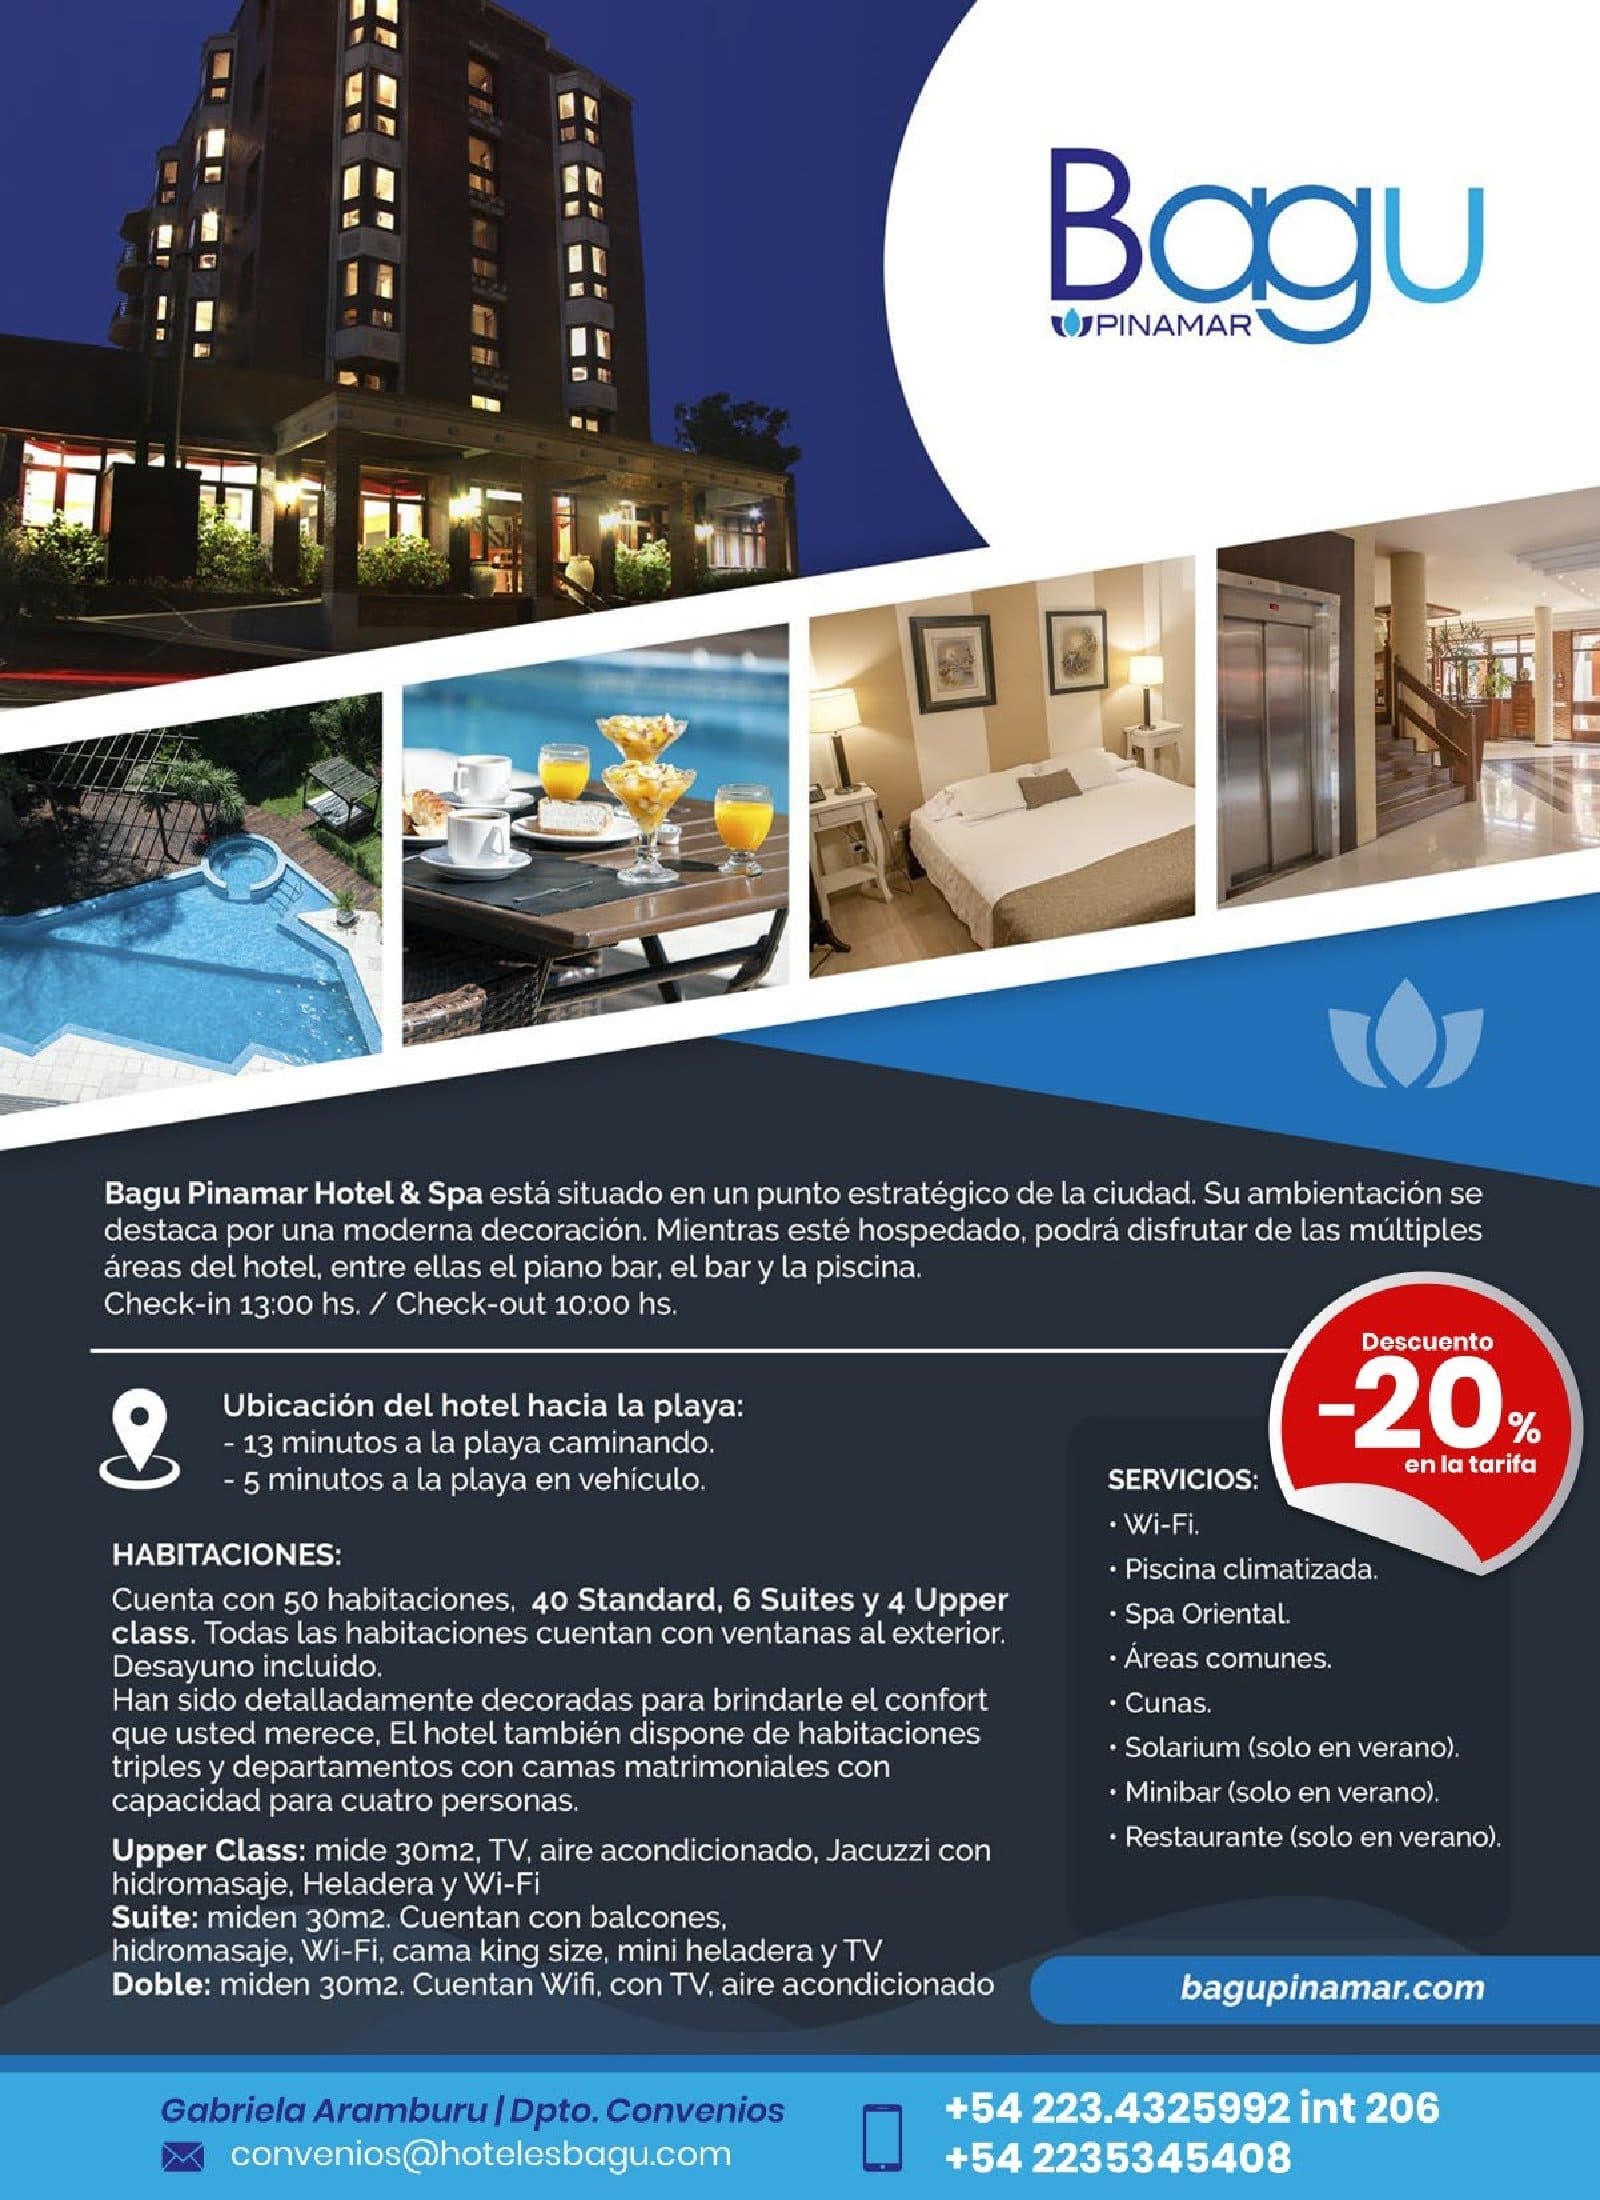 Bagu
PINAMAR
Bagu Pinamar Hotel & Spa está situado en un punto estratégico de la ciudad. Su ambientación se
destaca por una moderna decoración. Mientras esté hospedado, podrá disfrutar de las múltiples
áreas del hotel, entre ellas el piano bar, el bar y la piscina.
Check-in 13:00 hs. / Check-out 10:00 hs.
Descuento
-20%
en la tarifa
Ubicación del hotel hacia la playa:
- 13 minutos a la playa caminando.
- 5 minutos a la playa en vehículo.
HABITACIONES:
Cuenta con 50 habitaciones, 40 Standard, 6 Suites y 4 Upper
class. Todas las habitaciones cuentan con ventanas al exterior.
Desayuno incluido.
Han sido detalladamente decoradas para brindarle el confort
que usted merece, El hotel también dispone de habitaciones
triples y departamentos con camas matrimoniales con
capacidad para cuatro personas.
Upper Class: mide 30m2, TV, aire acondicionado, Jacuzzi con
hidromasaje, Heladera y Wi-Fi
Suite: miden 30m2. Cuentan con balcones,
hidromasaje, Wi-Fi, cama king size, mini heladera y TV
Doble: miden 30m2. Cuentan Wifi, con TV, aire acondicionado
SERVICIOS:
• Wi-Fi.
• Piscina climatizada.
• Spa Oriental.
• Áreas comunes.
• Cunas.
• Solarium (solo en verano).
• Minibar (solo en verano).
• Restaurante (solo en verano).
bagupinamar.com
Gabriela Aramburu | Dpto. Convenios
convenios@hotelesbagu.com
+54 223.4325992 int 206
+54 2235345408